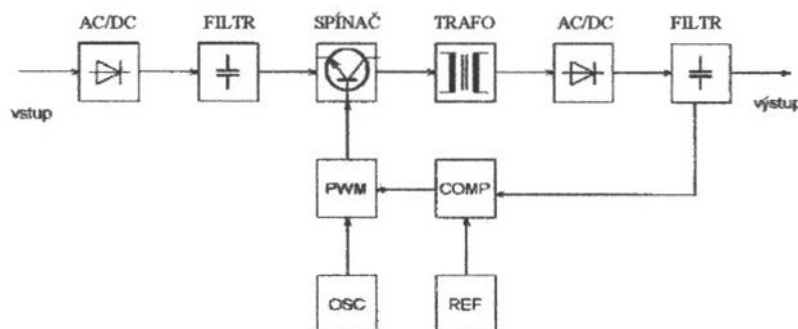 AC/DC FILTR SPÍNAČ TRAFO AC/DC FILTR
vstup výstup
PWM COMP
OSC REF